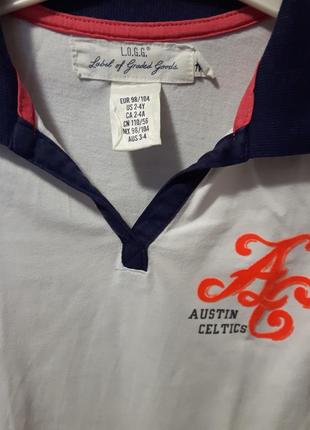 L.O.G.G.®
Label of Graded Goods.
EUR 98/104
US 2-4Y
CA 2-4A
CN 110/56
MX 98/104
AUS 3-4
AC
AUSTIN
CELTICS